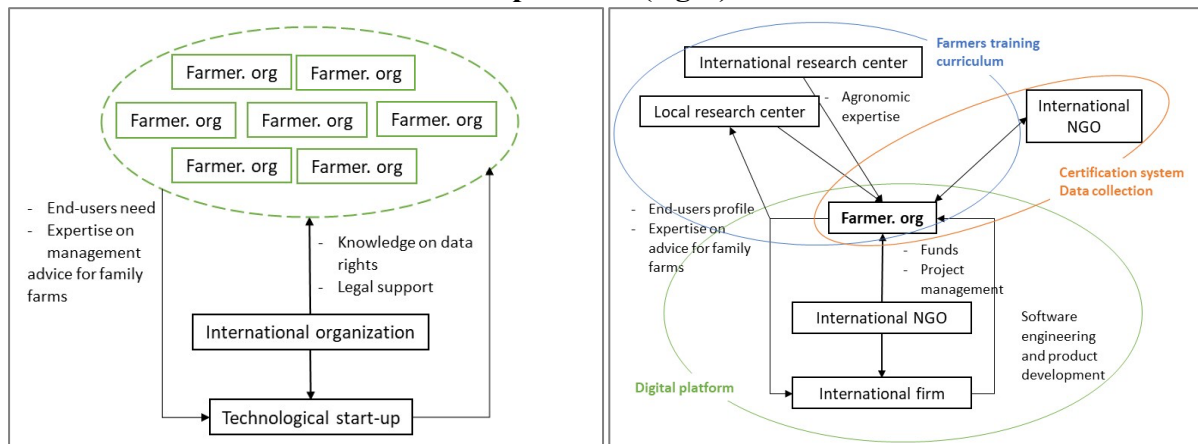 Farmer. org
Farmer. org
Farmer. org
Farmer. org
Farmer. org
Farmer. org
Farmer. org
- End-users need
- Expertise on
management
advice for family
farms
- Knowledge on data
rights
- Legal support
International organization
Technological start-up
International research center
Farmers training
curriculum
Local research center
- Agronomic
expertise
International
NGO
Certification system
Data collection
- End-users profile
- Expertise on
advice for family
farms
Farmer. org
- Funds
- Project
management
International NGO
Software
engineering
and product
development
Digital platform
International firm